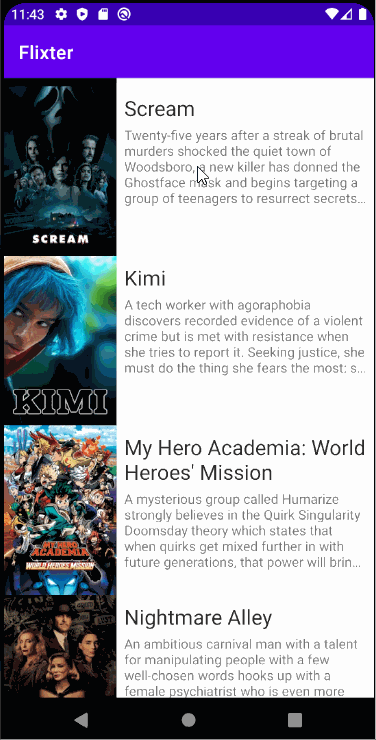 11:43
Flixter
Scream
Twenty-five years after a streak of brutal
murders shocked the quiet town of
Woodsboro, a new killer has donned the
Ghostface mask and begins targeting a
group of teenagers to resurrect secrets...
SCREAM
Kimi
A tech worker with agoraphobia
discovers recorded evidence of a violent
crime but is met with resistance when
she tries to report it. Seeking justice, she
must do the thing she fears the most: s...
KIMI
My Hero Academia: World
Heroes' Mission
A mysterious group called Humarize
strongly believes in the Quirk Singularity
Doomsday theory which states that
when quirks get mixed further in with
future generations, that power will brin...
MY HERO
ACADEMIA
WORLD HEROES MISSION
Nightmare Alley
An ambitious carnival man with a talent
for manipulating people with a few
well-chosen words hooks up with a
female psychiatrist who is even more